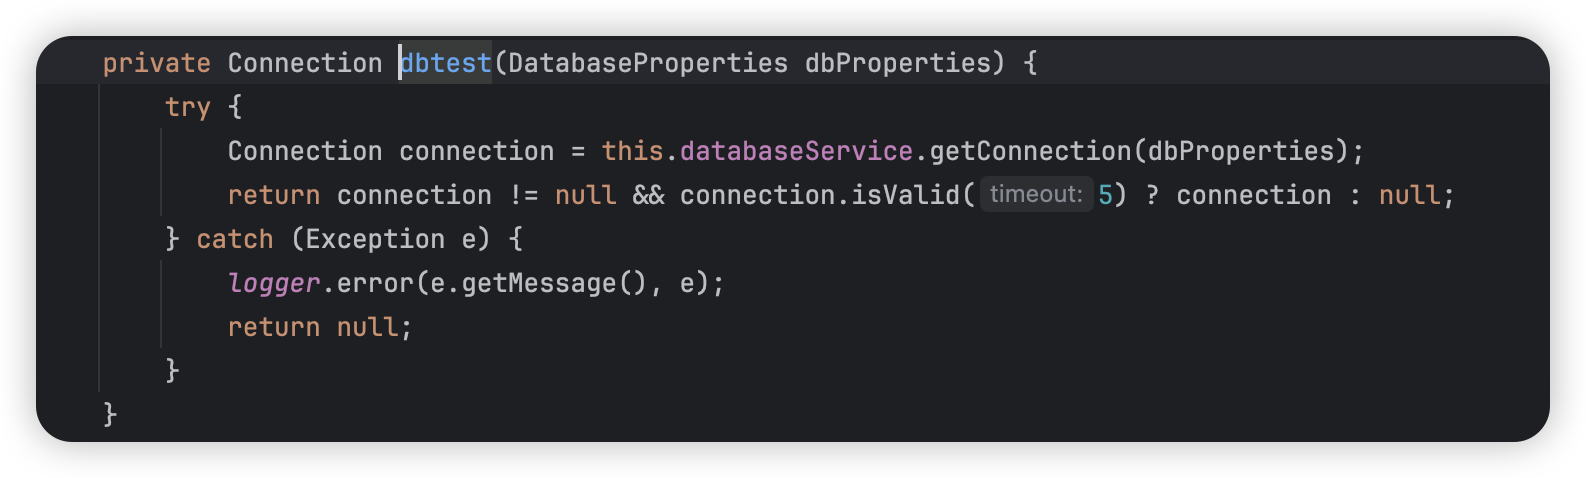 private Connection dbtest(DatabaseProperties dbProperties) {
try {
Connection connection = this.databaseService.getConnection(dbProperties);
return connection != null && connection.isValid( timeout: 5) ? connection : null;
} catch (Exception e) {
logger.error(e.getMessage(), e);
return null;
}
}